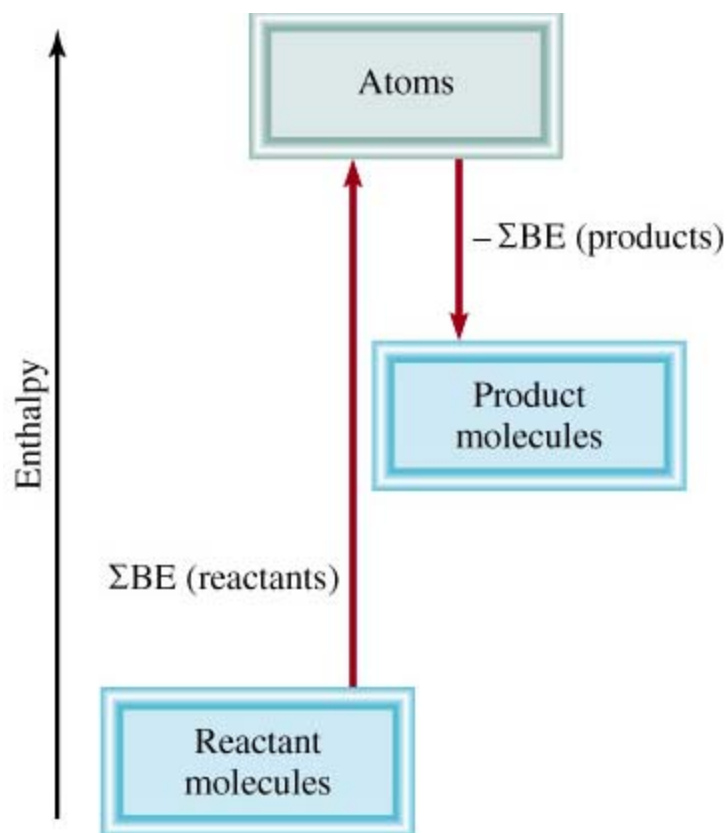 Atoms
– ΣBE (products)
Product
molecules
Enthalpy
ΣBE (reactants)
Reactant
molecules